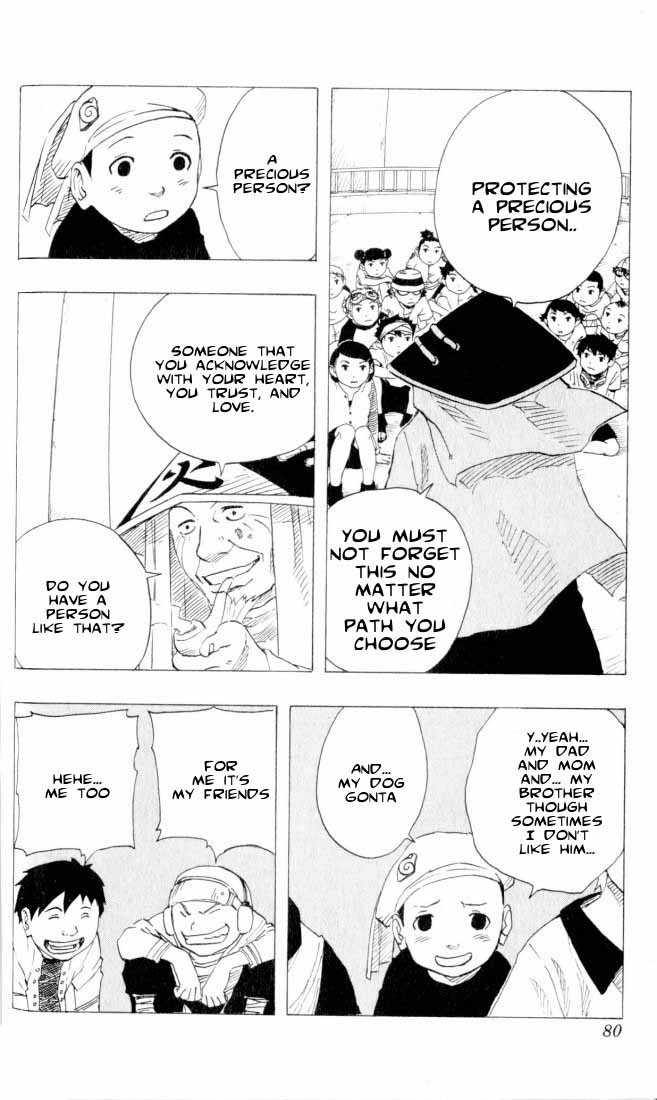 PROTECTING
A PRECIOUS
PERSON..
YOU MUST
NOT FORGET
THIS NO
MATTER
WHAT
PATH YOU
CHOOSE
A
PRECIOUS
PERSON?
SOMEONE THAT
YOU ACKNOWLEDGE
WITH YOUR HEART,
YOU TRUST, AND
LOVE.
火
DO YOU
HAVE A
PERSON
LIKE THAT?
Y..YEAH...
MY DAD
AND MOM
AND... MY
BROTHER
THOUGH
SOMETIMES
I DON'T
LIKE HIM...
AND...
MY DOG
GONTA
FOR
ME IT'S
MY FRIENDS
HEHE...
ME TOO
80